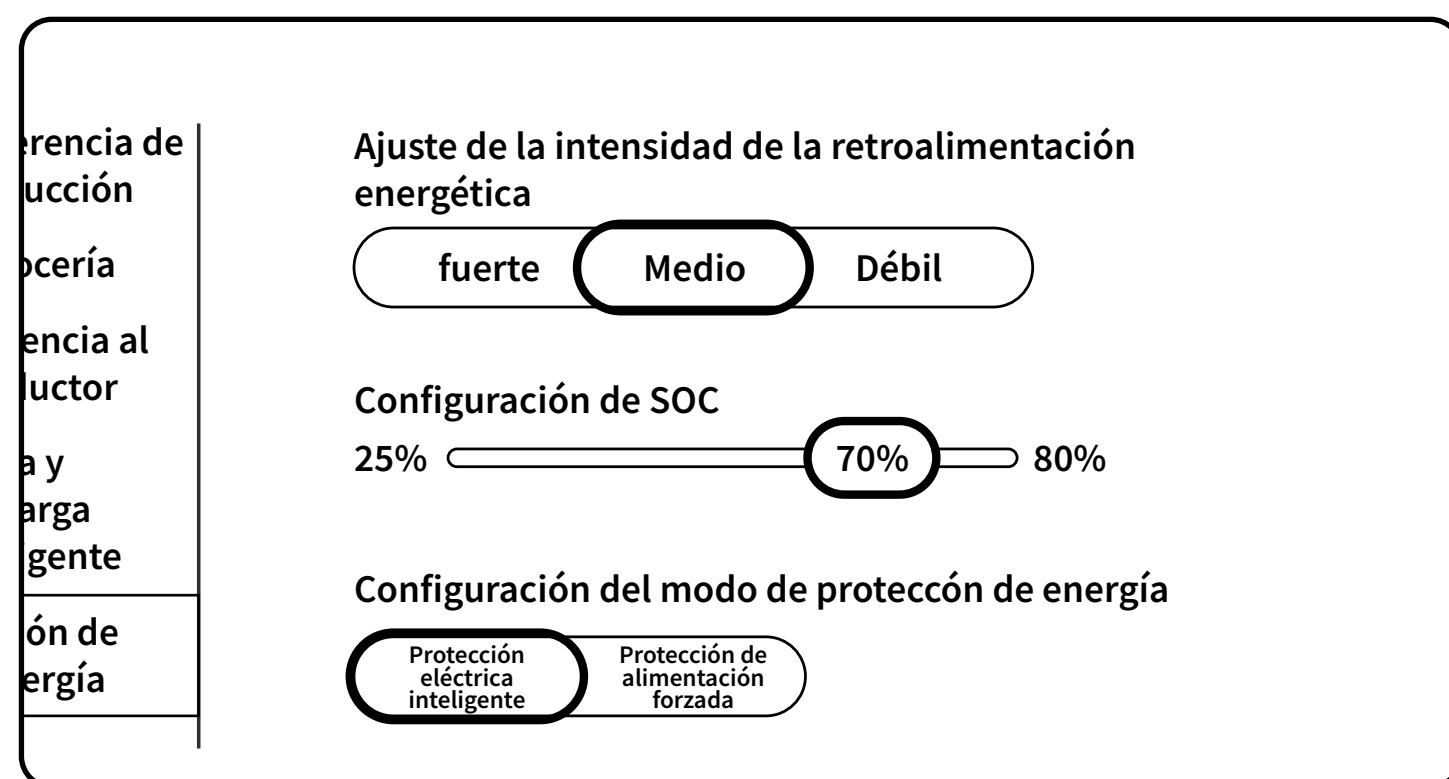 erencia de
ucción
ocería
encia al
uctor
a y
arga
igente
ón de
ergía
Ajuste de la intensidad de la retroalimentación
energética
fuerte Medio Débil
Configuración de SOC
25% 70% 80%
Configuración del modo de proteccón de energía
Protección
eléctrica
inteligente
Protección de
alimentación
forzada